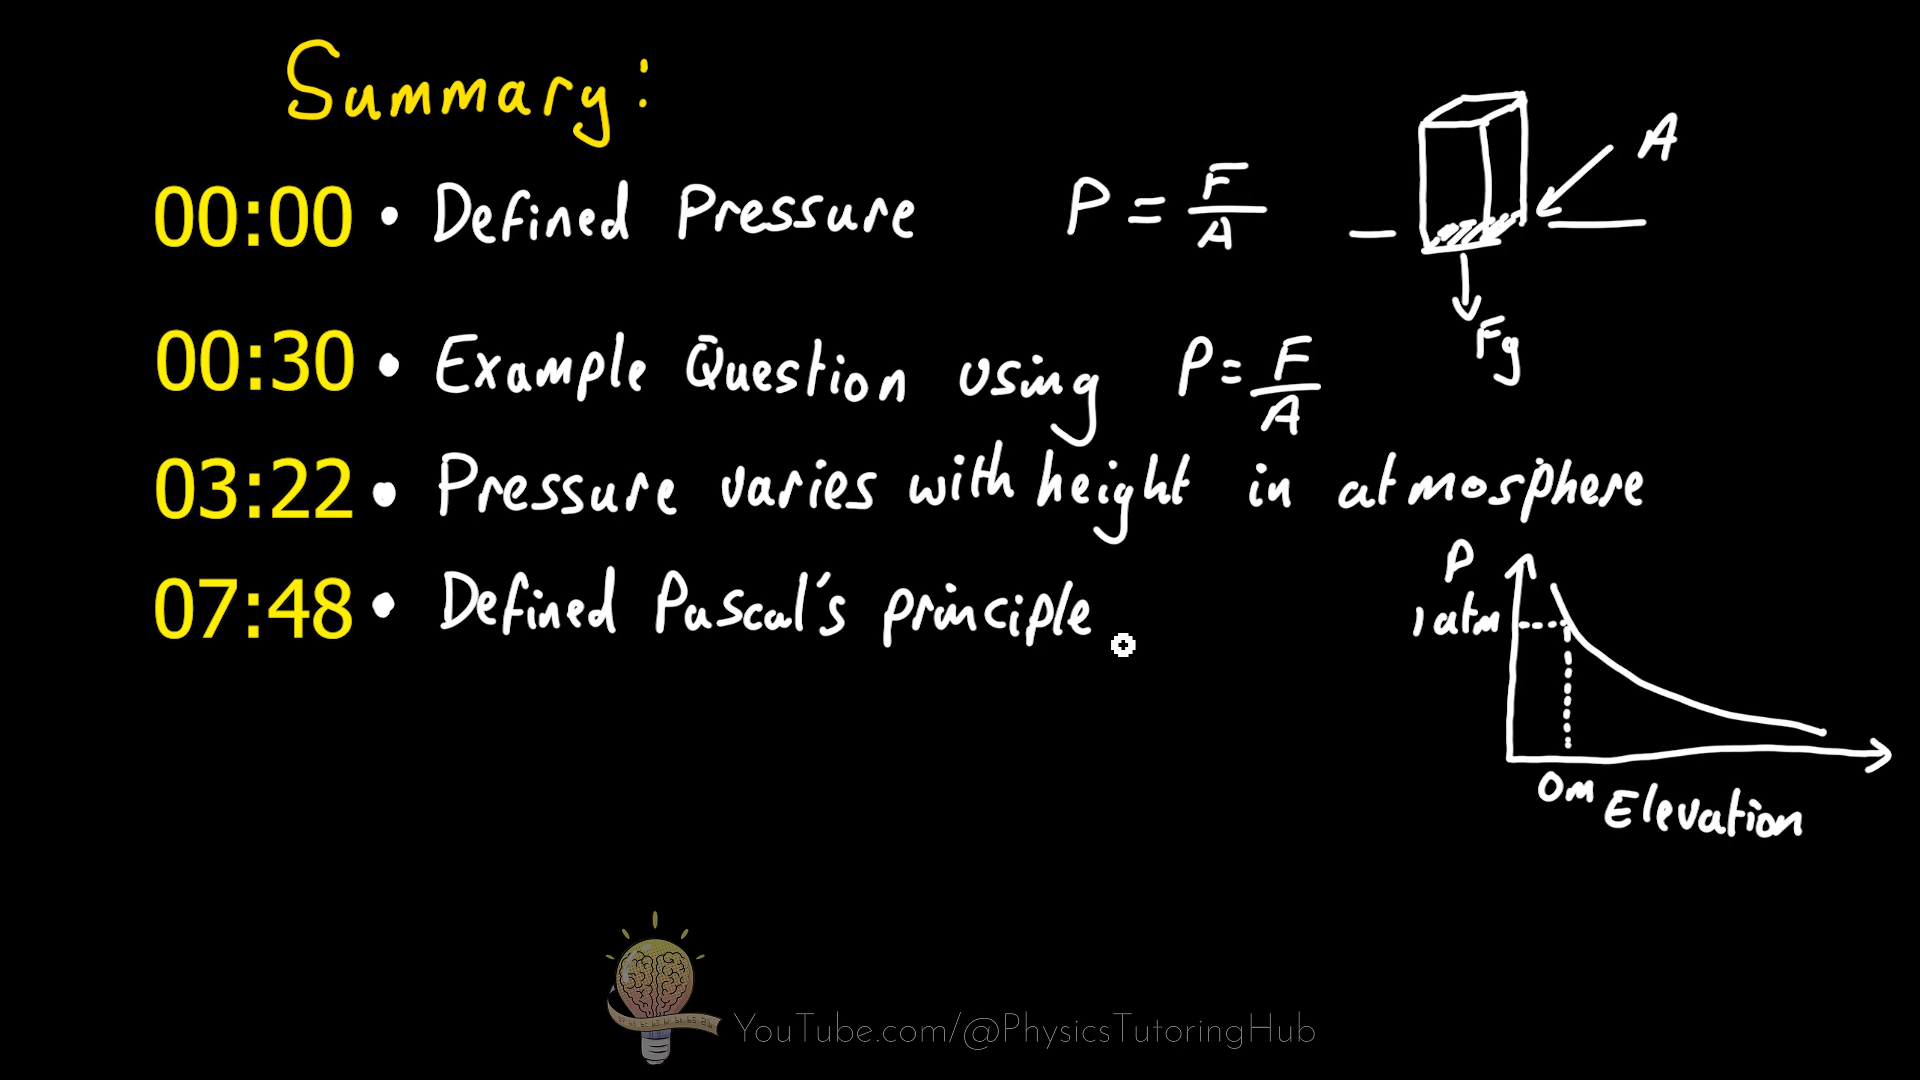 Summary:
00:00 • Defined Pressure P = F/A
A
Fg
00:30 • Example Question using P = F/A
03:22 • Pressure varies with height in atmosphere
07:48 • Defined Pascal's principle
P
1 atm
0m Elevation
YouTube.com/@PhysicsTutoringHub